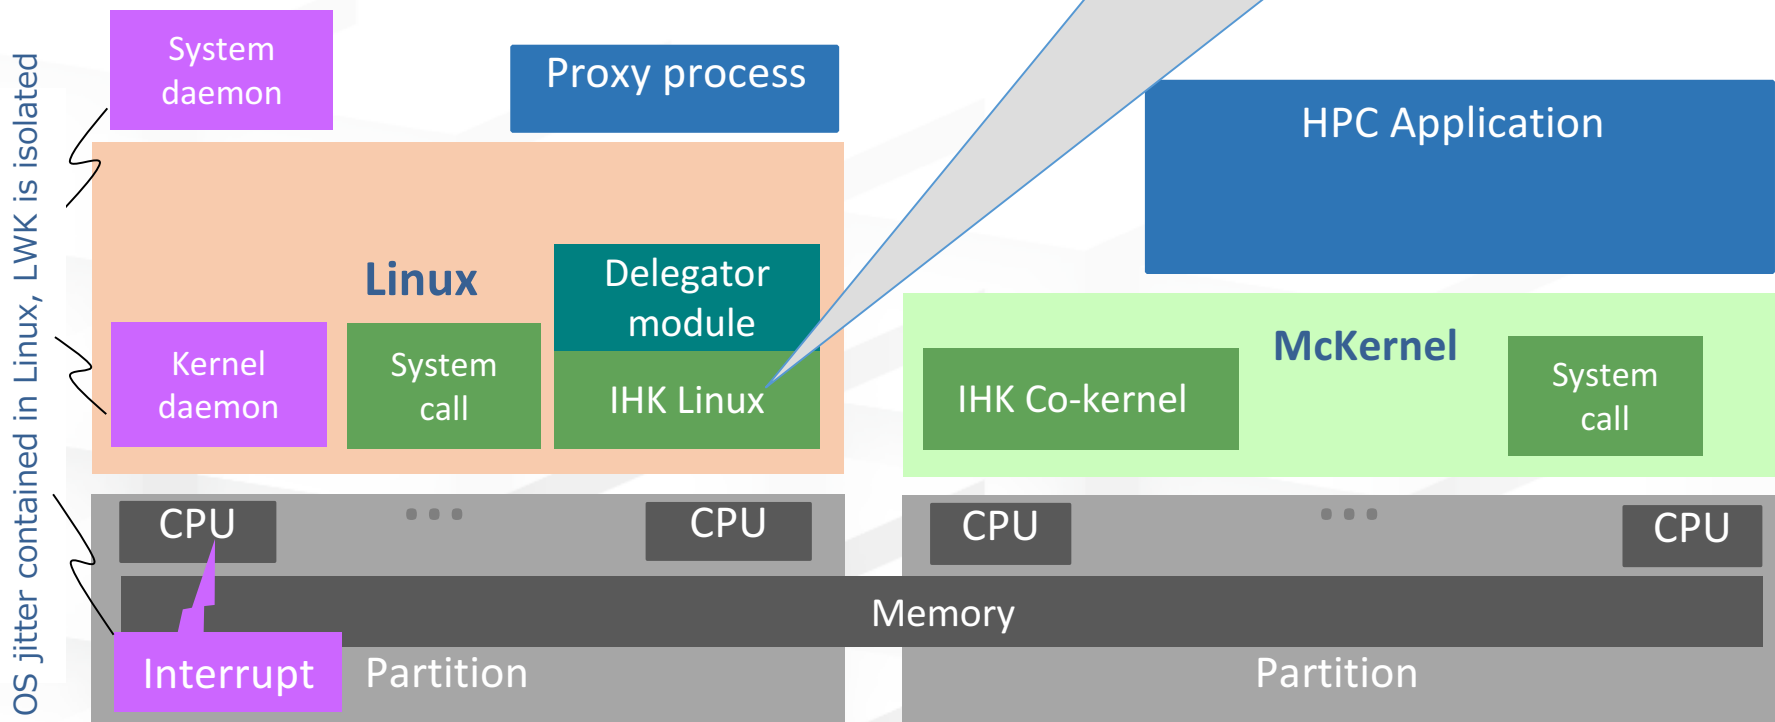 OS jitter contained in Linux, LWK is isolated
System
daemon
Proxy process
HPC Application
Linux
Delegator
module
Kernel
daemon
System
call
IHK Linux
McKernel
IHK Co-kernel
System
call
CPU
...
CPU
CPU
...
CPU
Memory
Interrupt
Partition
Partition